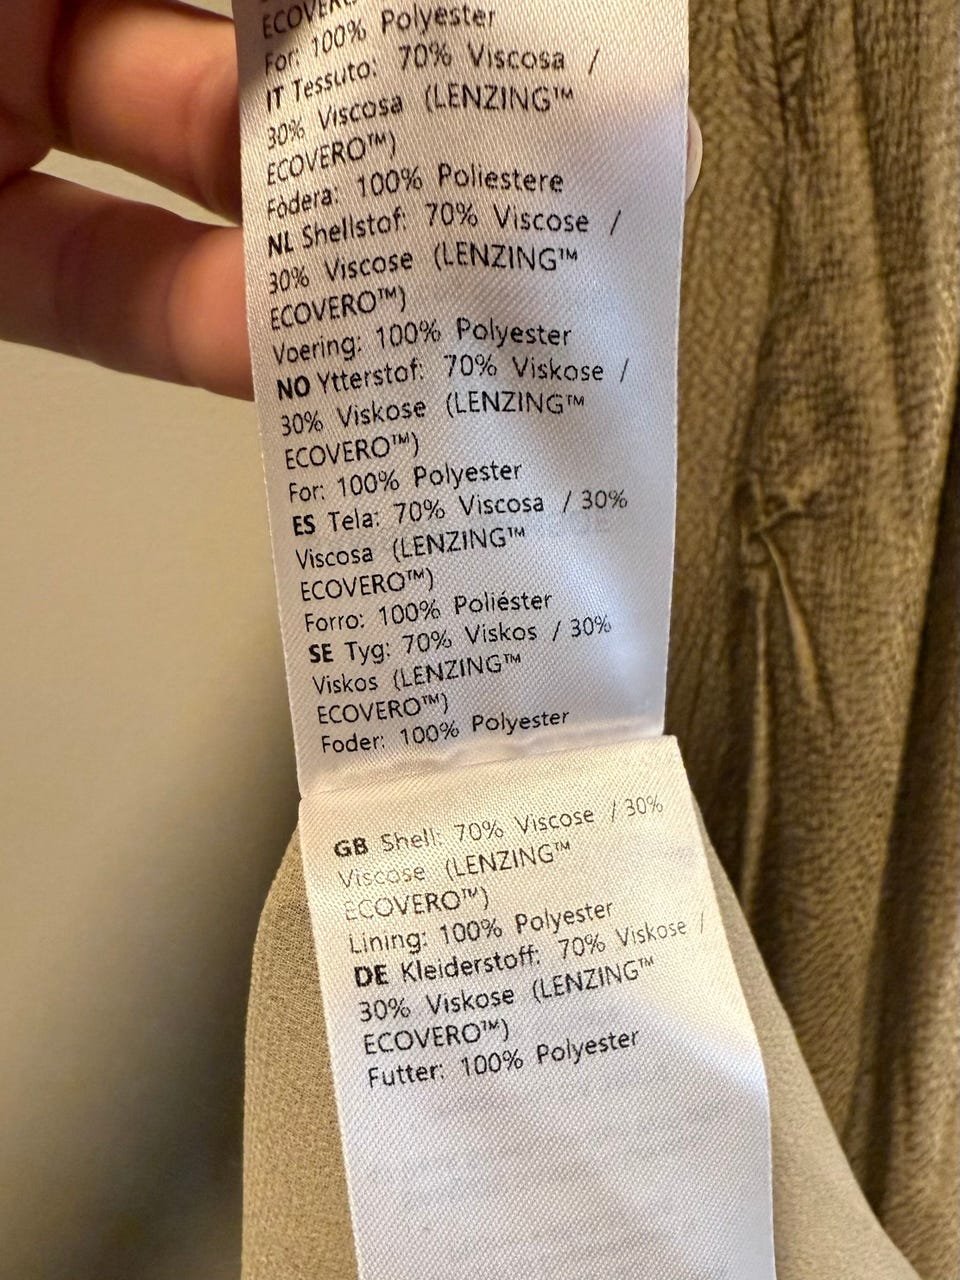 ECOVERO
For: 100% Polyester
IT Tessuto: 70% Viscosa /
30% Viscosa (LENZING™
ECOVERO™)
Fodera: 100% Poliestere
NL Shellstof: 70% Viscose /
30% Viscose (LENZING™
ECOVERO™)
Voering: 100% Polyester
NO Ytterstof: 70% Viskose /
30% Viskose (LENZING™
ECOVERO™)
For: 100% Polyester
ES Tela: 70% Viscosa / 30%
Viscosa (LENZING™
ECOVERO™)
Forro: 100% Poliéster
SE Tyg: 70% Viskos / 30%
Viskos (LENZING™
ECOVERO™)
Foder: 100% Polyester
GB Shell: 70% Viscose / 30%
Viscose (LENZING™
ECOVERO™)
Lining: 100% Polyester
DE Kleiderstoff: 70% Viskose /
30% Viskose (LENZING™
ECOVERO™)
Futter: 100% Polyester